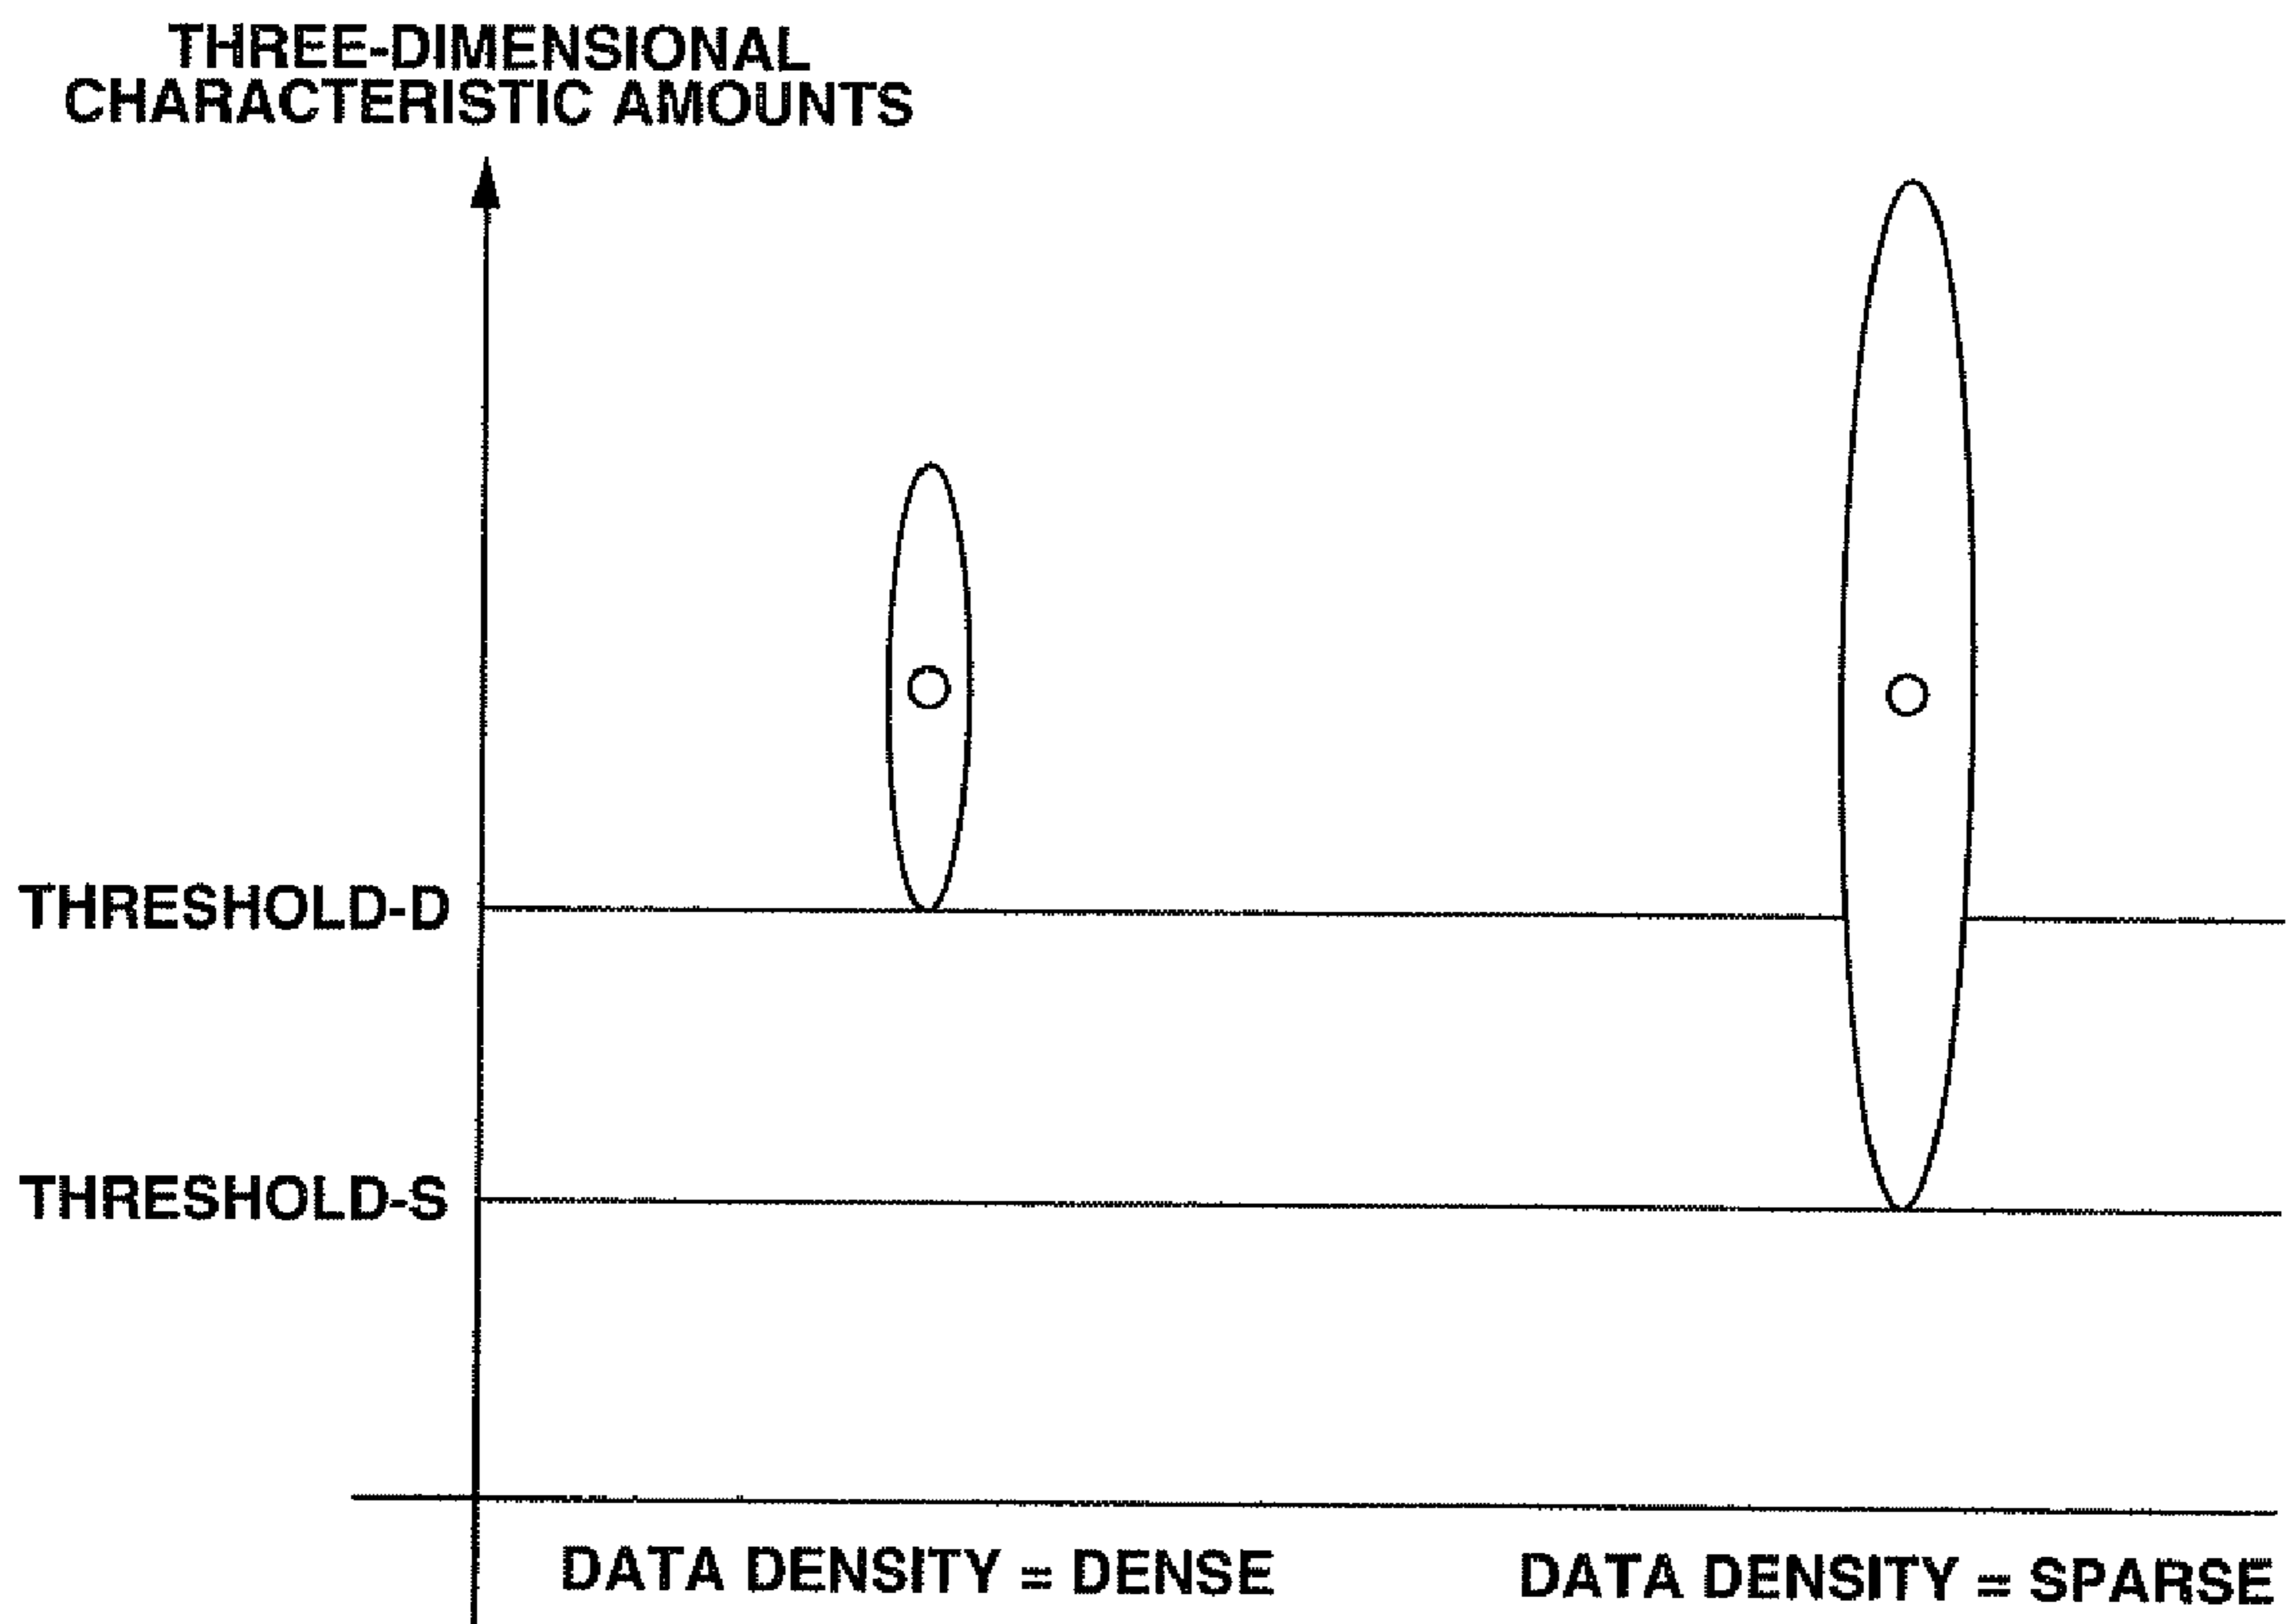 THREE-DIMENSIONAL
CHARACTERISTIC AMOUNTS
THRESHOLD-D
THRESHOLD-S
DATA DENSITY = DENSE
DATA DENSITY = SPARSE